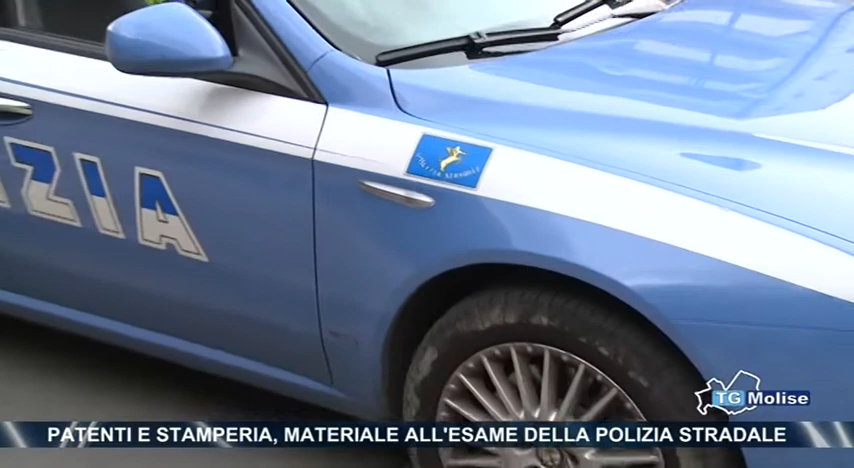 ZIA
POLIZIA STRADALE
TG Molise
PATENTI E STAMPERIA, MATERIALE ALL'ESAME DELLA POLIZIA STRADALE